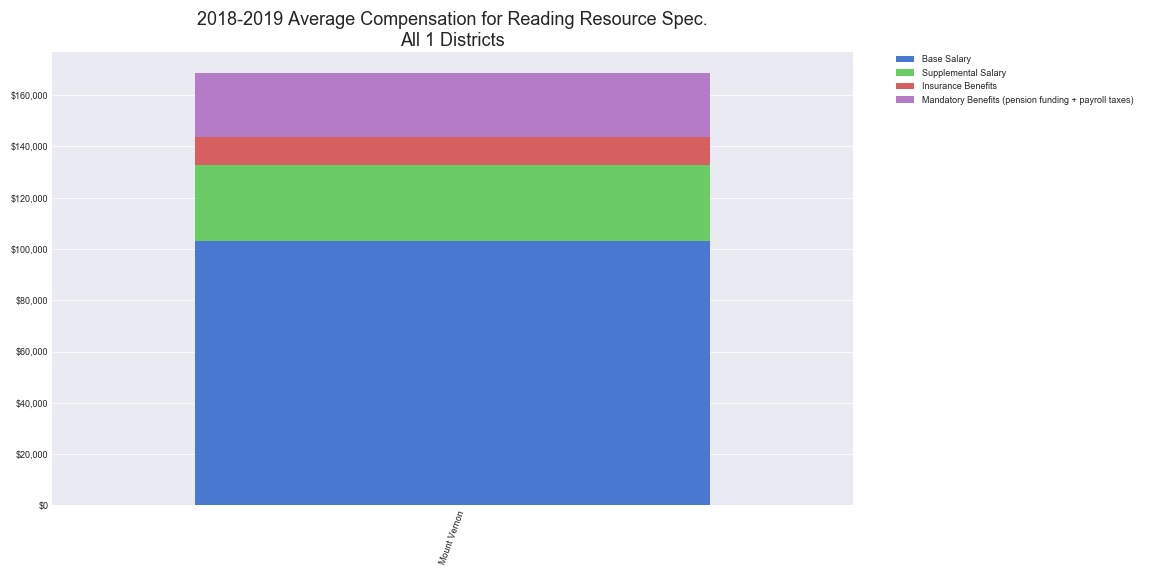 2018-2019 Average Compensation for Reading Resource Spec.
All 1 Districts
Base Salary
Supplemental Salary
Insurance Benefits
Mandatory Benefits (pension funding + payroll taxes)
$160,000
$140,000
$120,000
$100,000
$80,000
$60,000
$40,000
$20,000
$0
Mount Vernon